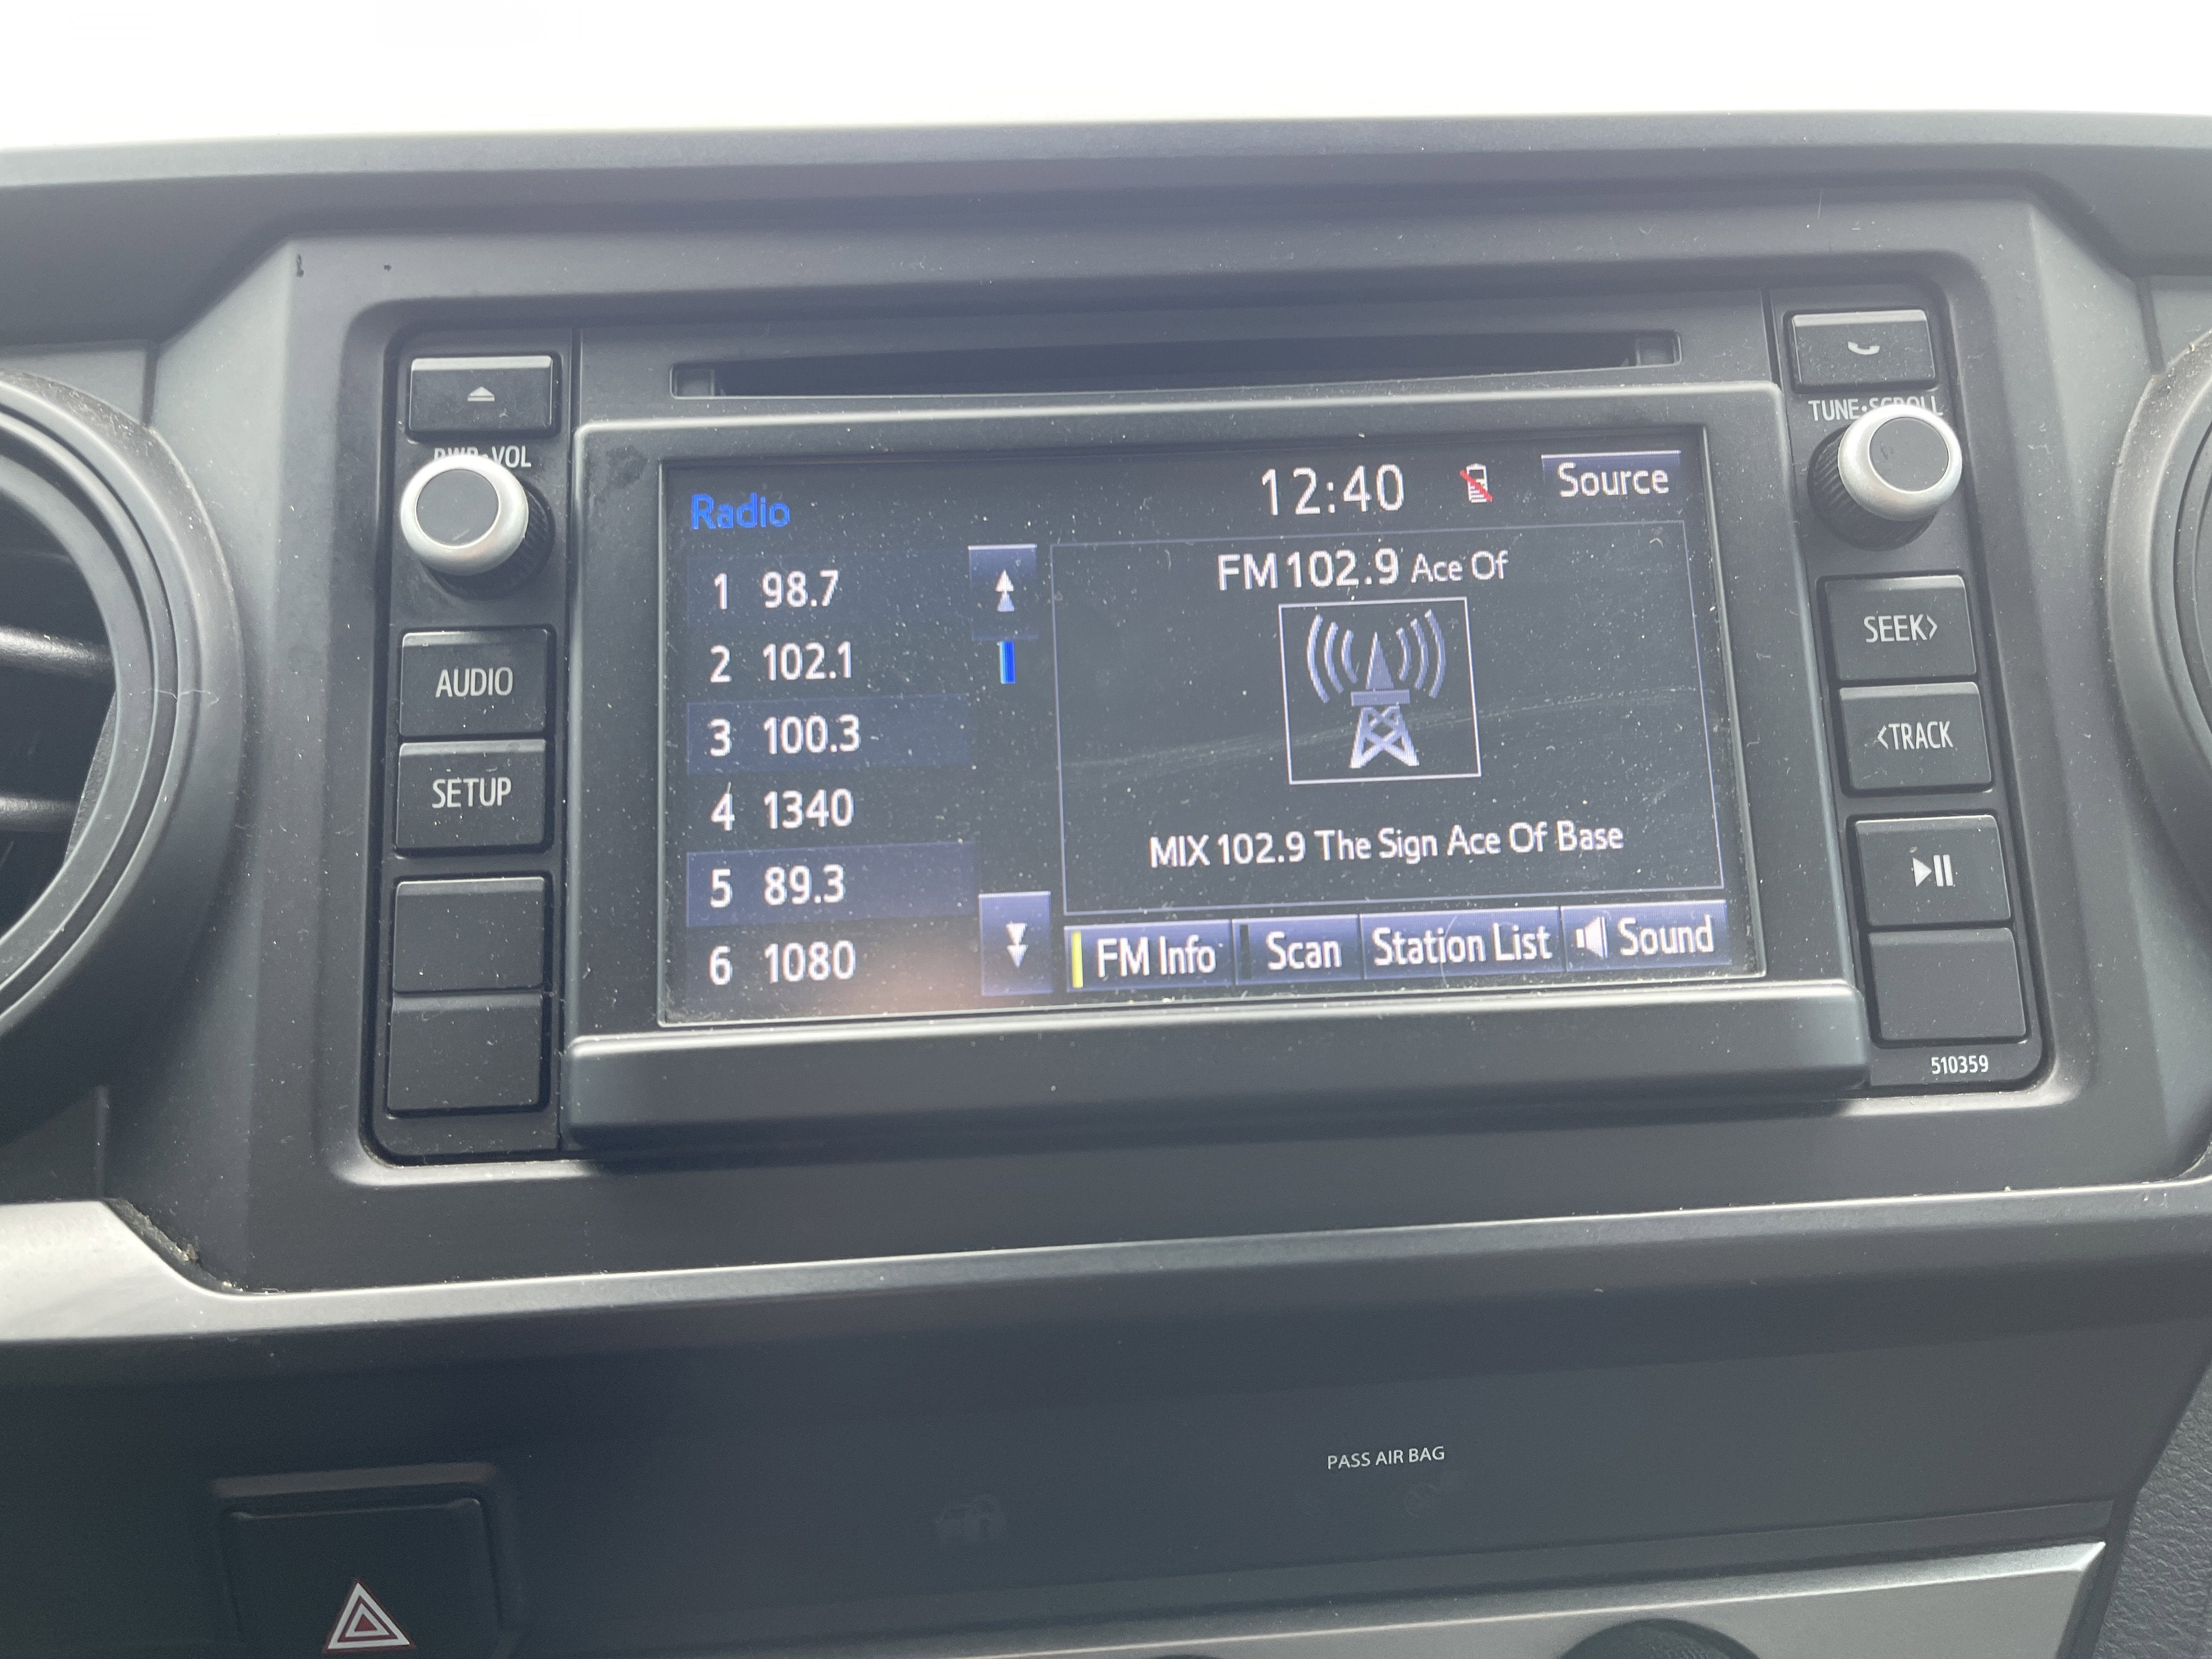 PWR•VOL
TUNE•SCROLL
AUDIO
SETUP
Radio
12:40
Source
1 98.7
2 102.1
3 100.3
4 1340
5 89.3
6 1080
FM 102.9 Ace Of
MIX 102.9 The Sign Ace Of Base
FM Info
Scan
Station List
Sound
SEEK>
<TRACK
510359
PASS AIR BAG